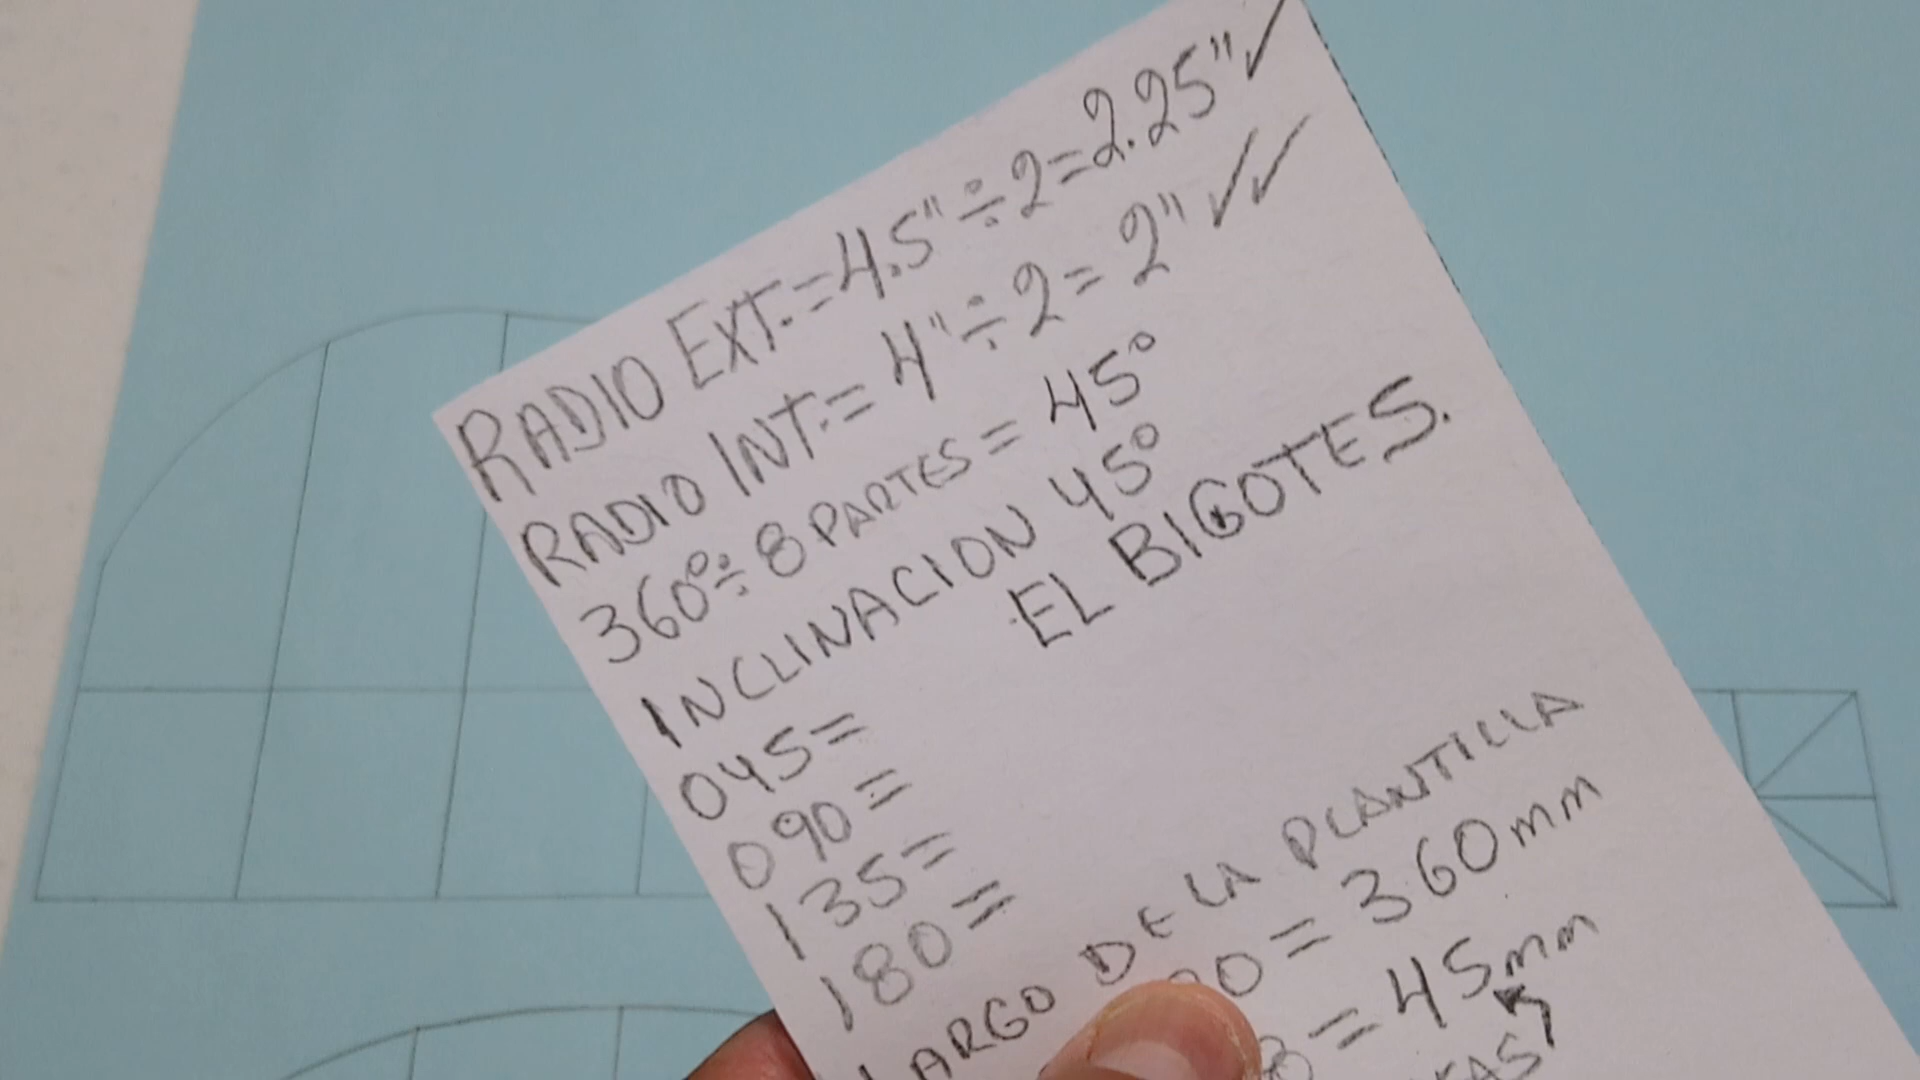 RADIO EXT.=4.5"÷2=2.25"✓
RADIO INT.=4"÷2=2"✓✓
360°÷8 PARTES=45°
INCLINACION 45°
EL BIGOTES.
045=
090=
135=
180=
LARGO DE LA PLANTILLA
=360mm
8=45mm